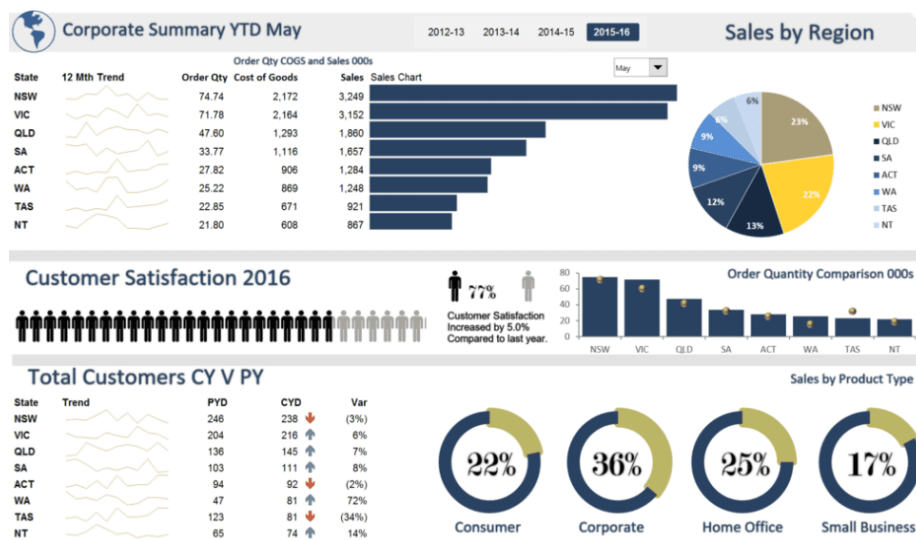 Corporate Summary YTD May
2012-13 2013-14 2014-15 2015-16
Sales by Region
Order Qty COGS and Sales 000s
May
State 12 Mth Trend Order Qty Cost of Goods Sales Sales Chart
NSW 74.74 2,172 3,249
VIC 71.78 2,164 3,152
QLD 47.60 1,293 1,860
SA 33.77 1,116 1,657
ACT 27.82 906 1,284
WA 25.22 869 1,248
TAS 22.85 671 921
NT 21.80 608 867
6%
6%
23%
9%
9%
22%
12%
13%
NSW
VIC
QLD
SA
ACT
WA
TAS
NT
Customer Satisfaction 2016
77%
Customer Satisfaction
Increased by 5.0%
Compared to last year.
Order Quantity Comparison 000s
80
60
40
20
0
NSW VIC QLD SA ACT WA TAS NT
Total Customers CY V PY
State Trend PYD CYD Var
NSW 246 238 (3%)
VIC 204 216 6%
QLD 136 145 7%
SA 103 111 8%
ACT 94 92 (2%)
WA 47 81 72%
TAS 123 81 (34%)
NT 65 74 14%
Sales by Product Type
22% 36% 25% 17%
Consumer Corporate Home Office Small Business